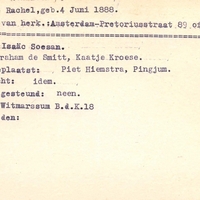 Rachel,geb.4 Juni 1888.
van herk.:Amsterdam-Pretoriusstraat 89
Isaäc Soesan.
raham de Smitt, Kaatje Kroese.
plaatst: Piet Hiemstra, Pingjum.
ht: idem.
gesteund: neen.
Witmarsum B.d.K.18
den: